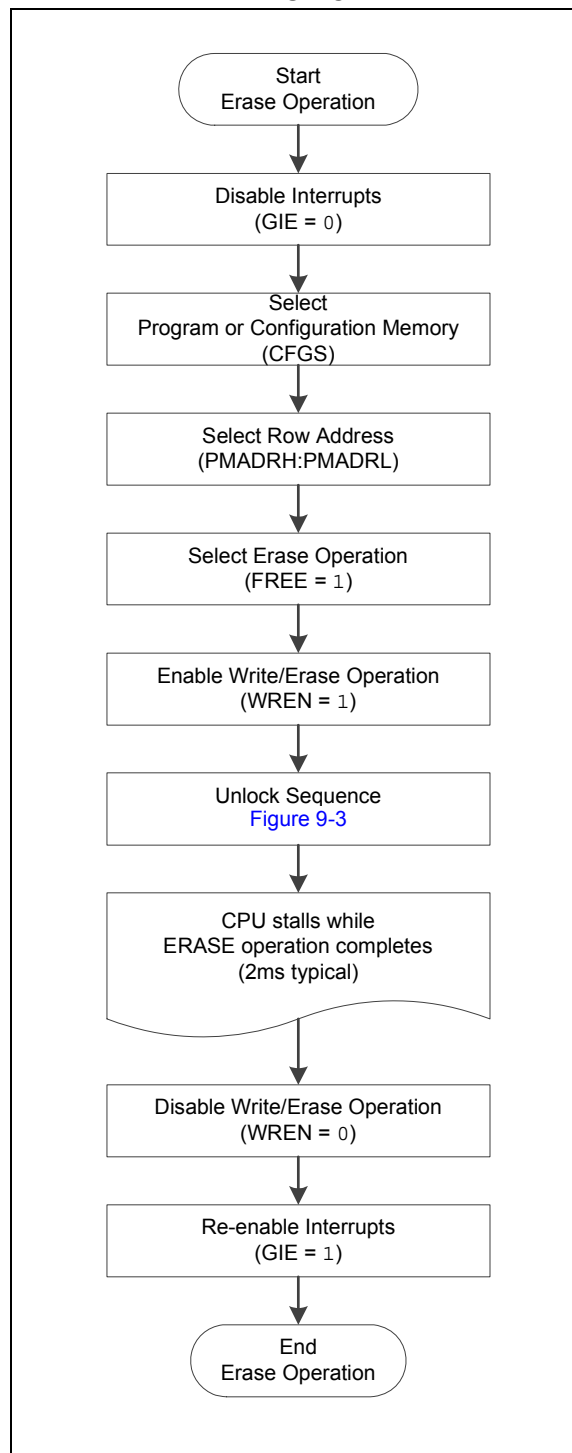 Start
Erase Operation
Disable Interrupts
(GIE = 0)
Select
Program or Configuration Memory
(CFGS)
Select Row Address
(PMADRH:PMADRL)
Select Erase Operation
(FREE = 1)
Enable Write/Erase Operation
(WREN = 1)
Unlock Sequence
Figure 9-3
CPU stalls while
ERASE operation completes
(2ms typical)
Disable Write/Erase Operation
(WREN = 0)
Re-enable Interrupts
(GIE = 1)
End
Erase Operation